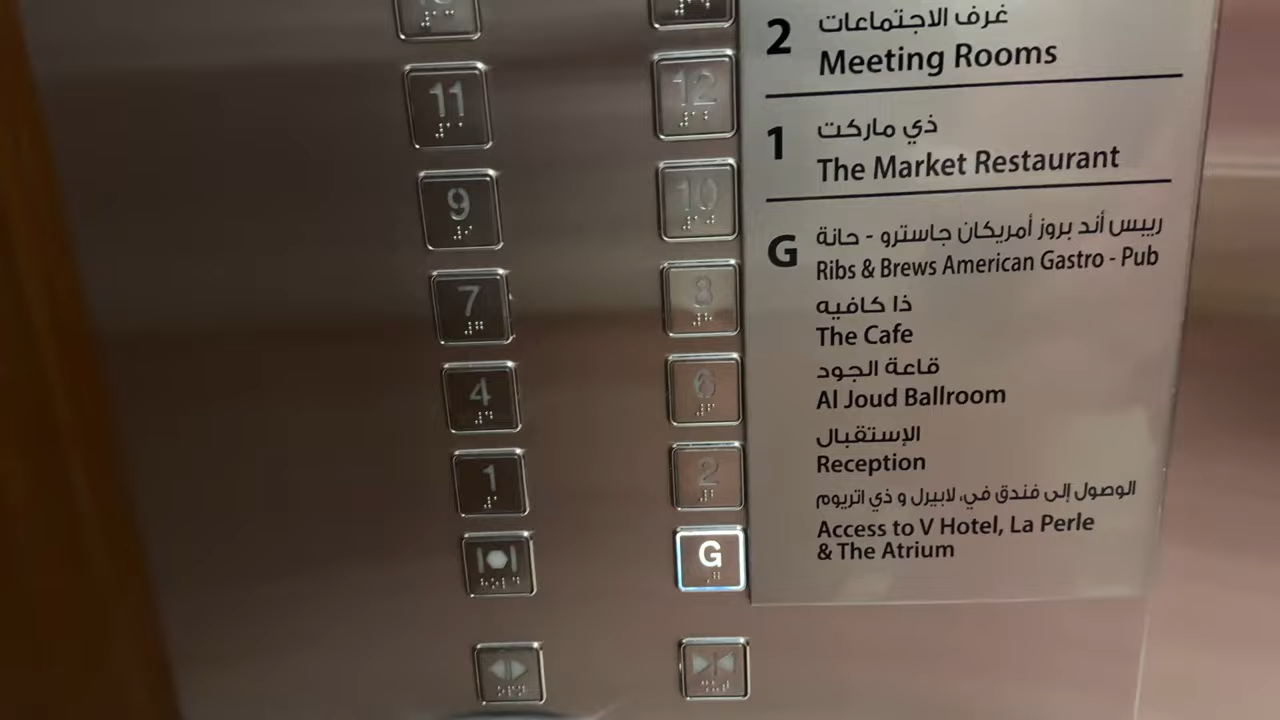 11
12
9
10
7
8
4
6
1
2
G
2
غرف الاجتماعات
Meeting Rooms
1
ذي ماركت
The Market Restaurant
G
ريبس أند بروز أمريكان جاسترو - حانة
Ribs & Brews American Gastro - Pub
ذا كافيه
The Cafe
قاعة الجود
Al Joud Ballroom
الإستقبال
Reception
الوصول إلى فندق في، لابيرل و ذي اتريوم
Access to V Hotel, La Perle
& The Atrium